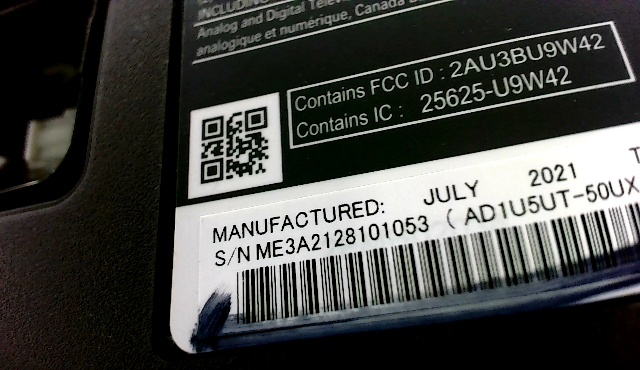 INCLUDING
Analog and Digital
analogique et numérique, Canada
Contains FCC ID : 2AU3BU9W42
Contains IC : 25625-U9W42
MANUFACTURED: JULY 2021
S/N ME3A2128101053 ( AD1U5UT-50UX